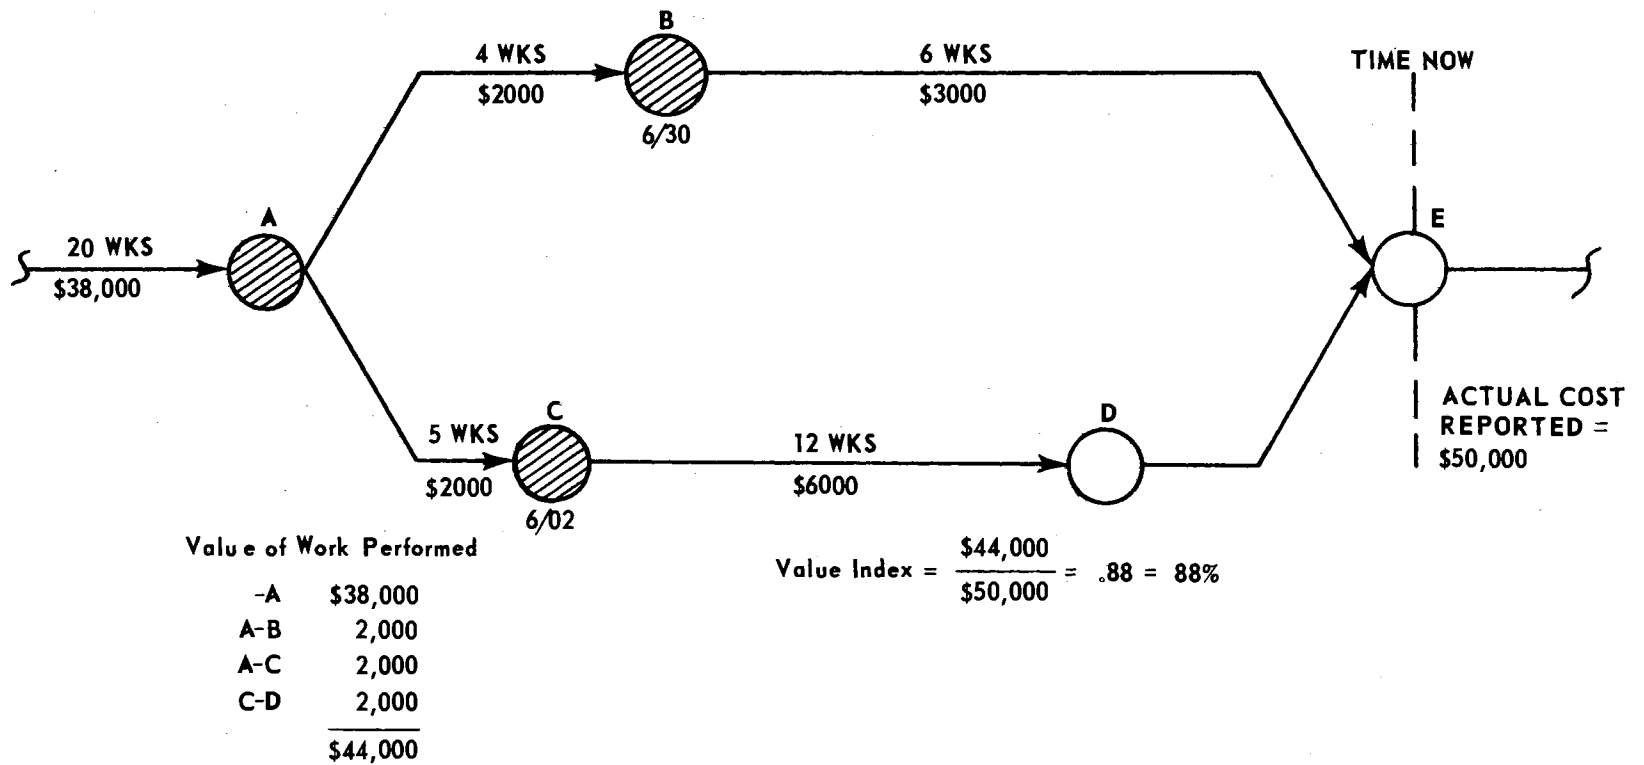 B
4 WKS
$2000
6/30
6 WKS
$3000
TIME NOW
A
20 WKS
$38,000
E
C
5 WKS
$2000
6/02
12 WKS
$6000
D
ACTUAL COST
REPORTED =
$50,000
Value of Work Performed
-A $38,000
A-B 2,000
A-C 2,000
C-D 2,000
$44,000
Value Index = $44,000 / $50,000 = .88 = 88%